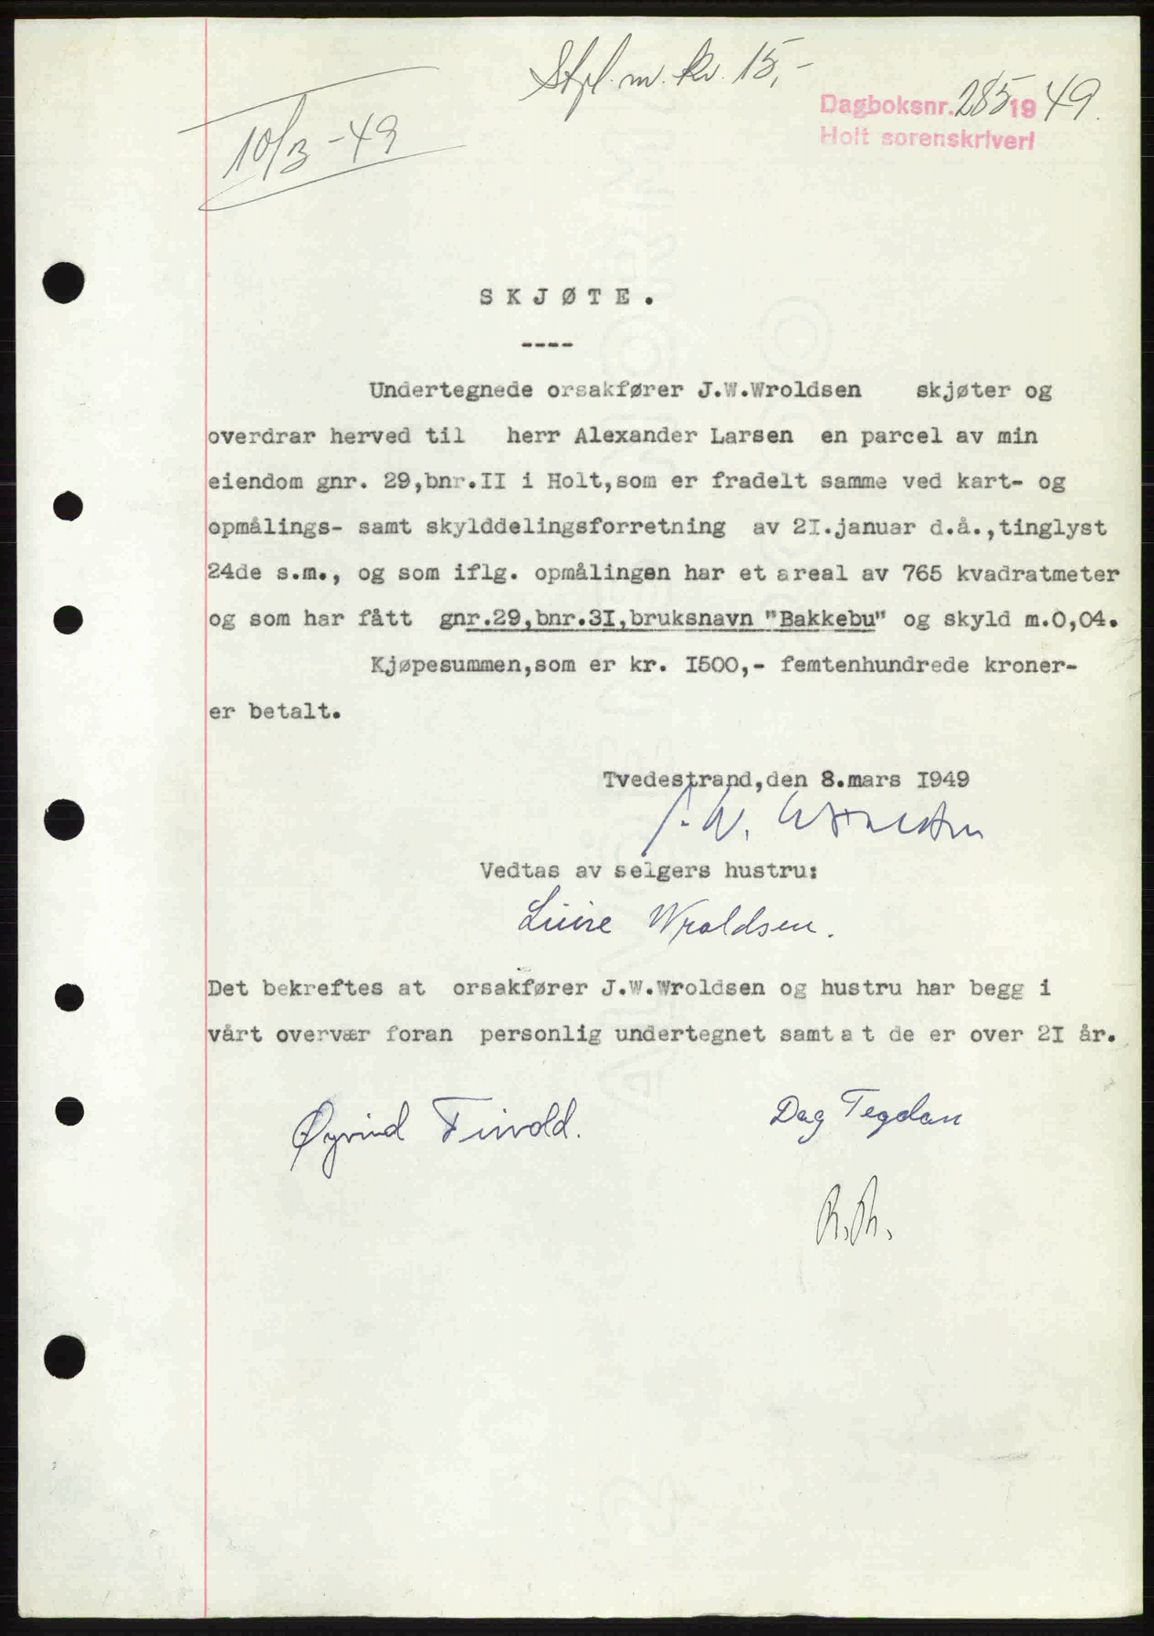 Stpl. m. kr. 15,-
10/3 - 49
Dagboksnr. 285 1949.
Holt sorenskriveri
SKJØTE.
----
Undertegnede orsakfører J.W.Wroldsen skjøter og
overdrar herved til herr Alexander Larsen en parcel av min
eiendom gnr. 29,bnr.II i Holt,som er fradelt samme ved kart- og
opmålings- samt skylddelingsforretning av 2I.januar d.å.,tinglyst
24de s.m., og som iflg. opmålingen har et areal av 765 kvadratmeter
og som har fått gnr.29,bnr.3I,bruksnavn "Bakkebu" og skyld m.0,04.
Kjøpesummen,som er kr. I500,- femtenhundrede kroner-
er betalt.
Tvedestrand,den 8.mars I949
J. W. Wroldsen
Vedtas av selgers hustru:
Wroldsen.
Det bekreftes at orsakfører J.W.Wroldsen og hustru har begg i
vårt overvær foran personlig undertegnet samt a t de er over 2I år.
Øyvind
Dag